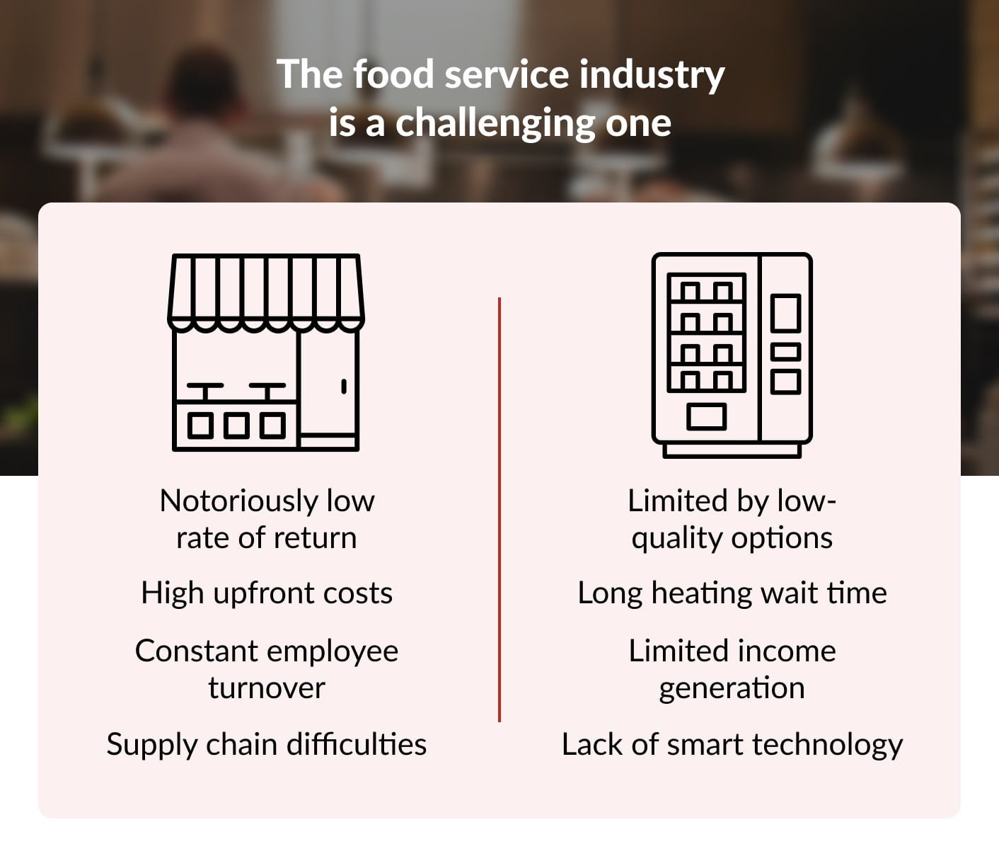 The food service industry
is a challenging one
Notoriously low
rate of return
High upfront costs
Constant employee
turnover
Supply chain difficulties
Limited by low-
quality options
Long heating wait time
Limited income
generation
Lack of smart technology